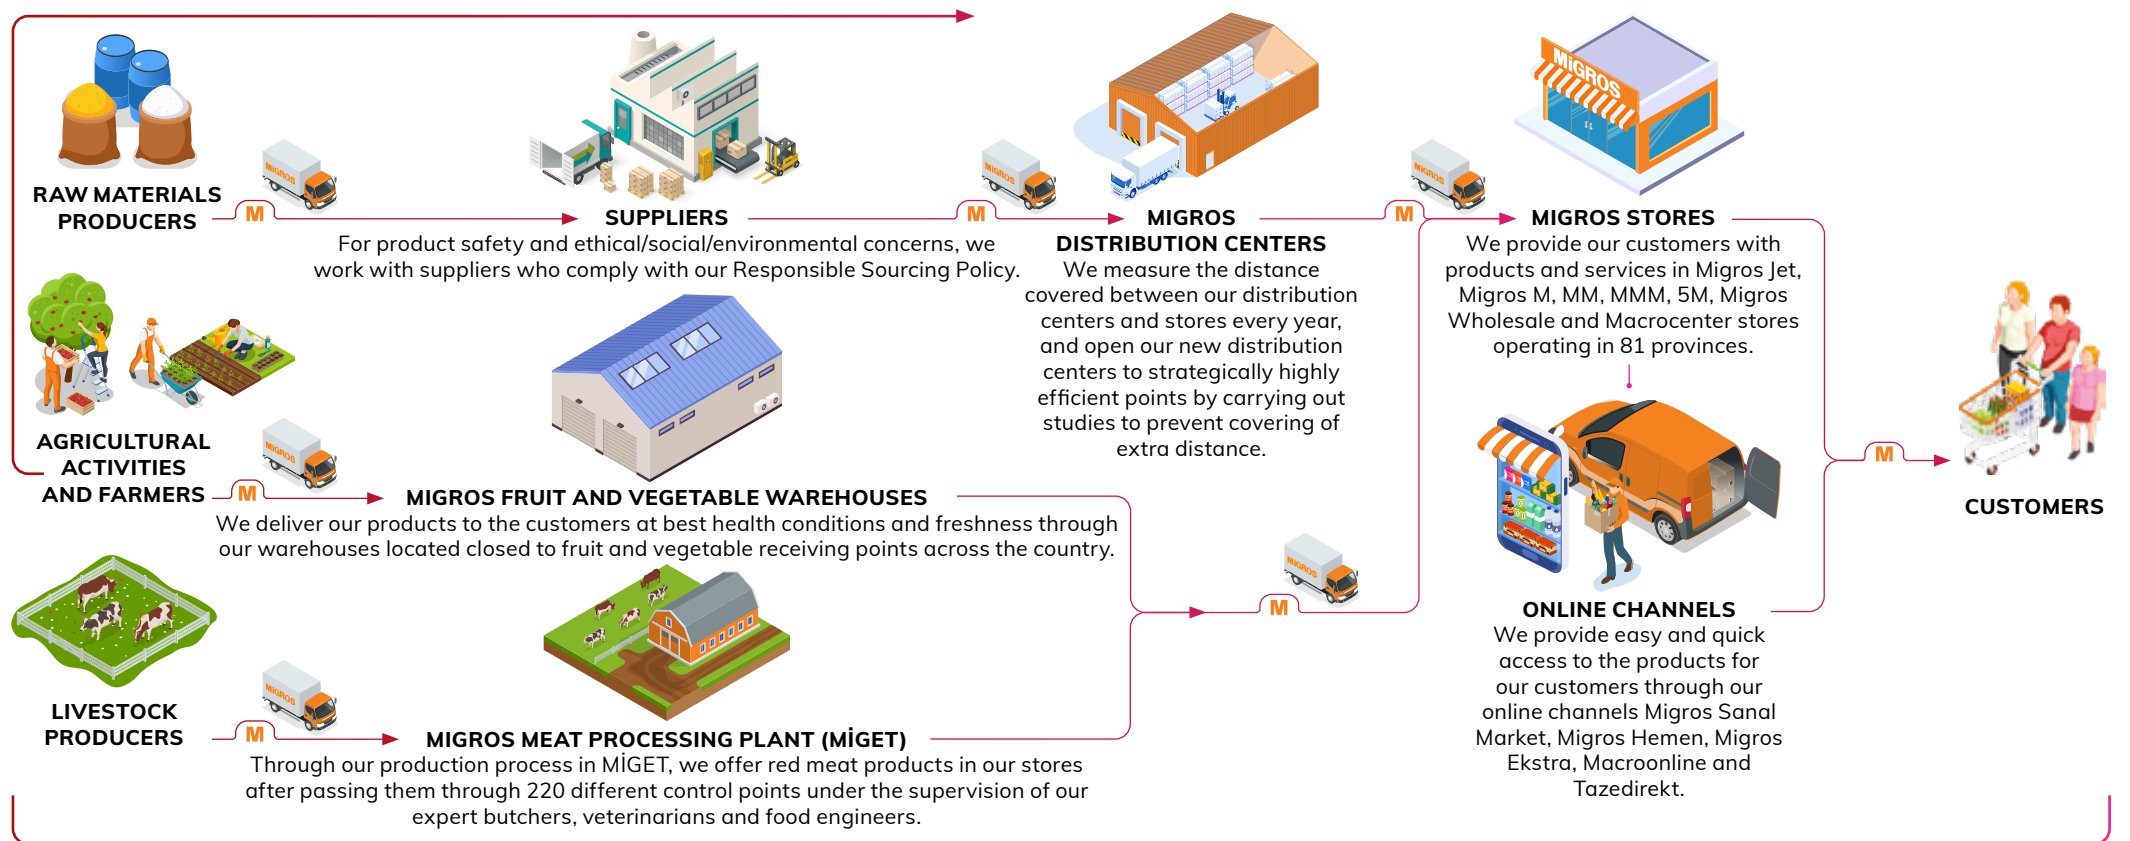 RAW MATERIALS
PRODUCERS
MiGROS
M
SUPPLIERS
For product safety and ethical/social/environmental concerns, we
work with suppliers who comply with our Responsible Sourcing Policy.
MiGROS
M
MIGROS
DISTRIBUTION CENTERS
We measure the distance
covered between our distribution
centers and stores every year,
and open our new distribution
centers to strategically highly
efficient points by carrying out
studies to prevent covering of
extra distance.
MiGROS
M
MiGROS
MIGROS STORES
We provide our customers with
products and services in Migros Jet,
Migros M, MM, MMM, 5M, Migros
Wholesale and Macrocenter stores
operating in 81 provinces.
AGRICULTURAL
ACTIVITIES
AND FARMERS
MiGROS
M
MIGROS FRUIT AND VEGETABLE WAREHOUSES
We deliver our products to the customers at best health conditions and freshness through
our warehouses located closed to fruit and vegetable receiving points across the country.
LIVESTOCK
PRODUCERS
MiGROS
M
MIGROS MEAT PROCESSING PLANT (MİGET)
Through our production process in MİGET, we offer red meat products in our stores
after passing them through 220 different control points under the supervision of our
expert butchers, veterinarians and food engineers.
MiGROS
M
ONLINE CHANNELS
We provide easy and quick
access to the products for
our customers through our
online channels Migros Sanal
Market, Migros Hemen, Migros
Ekstra, Macroonline and
Tazedirekt.
M
CUSTOMERS